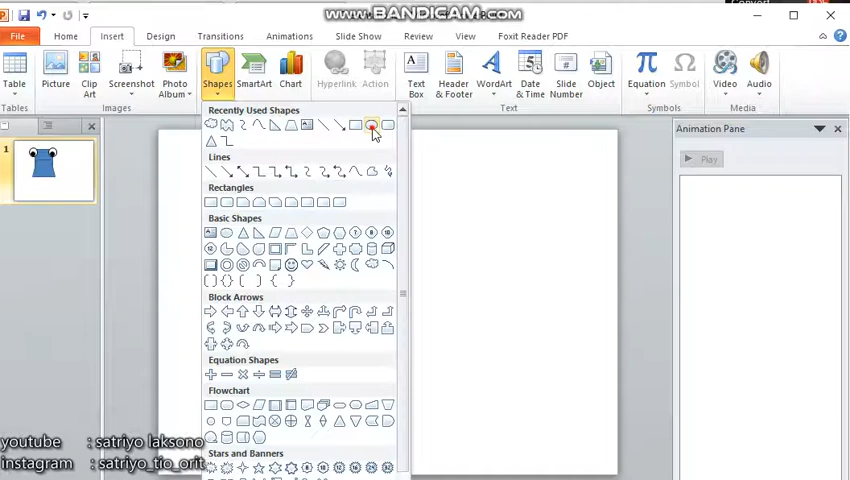 www.BANDICAM.com
File Home Insert Design Transitions Animations Slide Show Review View Foxit Reader PDF
Table Picture Clip Art Screenshot Photo Album Shapes SmartArt Chart Hyperlink Action Text Box Header & Footer WordArt Date & Time Slide Number Object Equation Symbol Video Audio
Tables Images Text Media
Recently Used Shapes
Animation Pane
Play
1
Lines
Rectangles
Basic Shapes
Block Arrows
Equation Shapes
Flowchart
youtube : satriyo laksono
instagram : satriyo_tio_orit
Stars and Banners